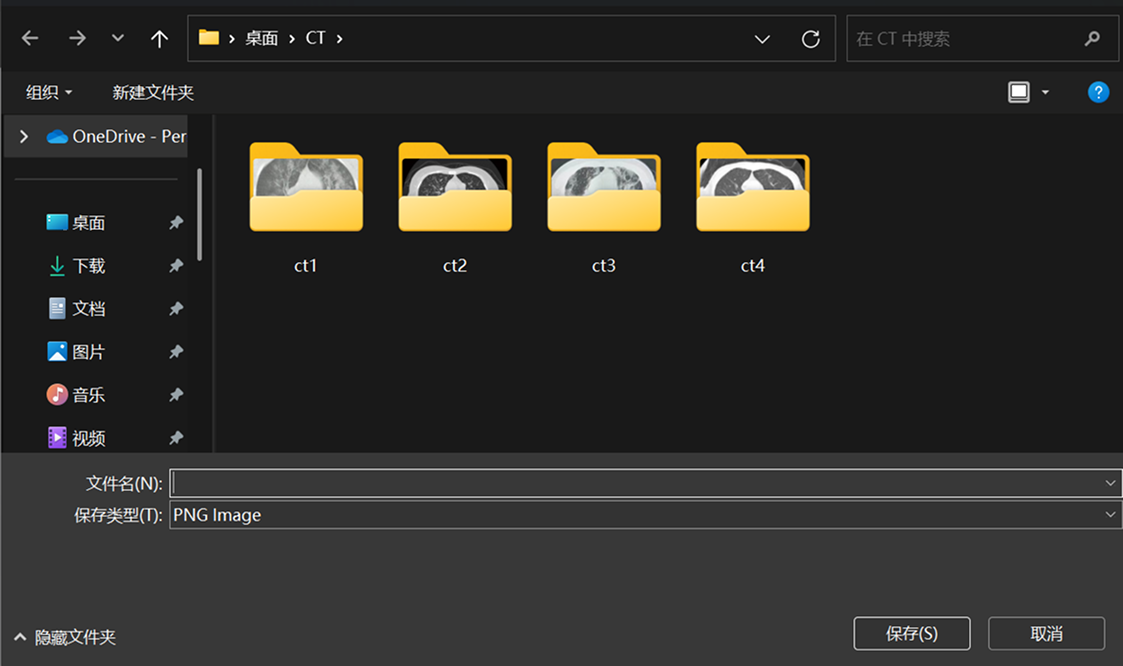 桌面 CT
在 CT 中搜索
组织 新建文件夹
OneDrive - Per
桌面
下载
文档
图片
音乐
视频
ct1 ct2 ct3 ct4
文件名(N):
保存类型(T): PNG Image
隐藏文件夹
保存(S) 取消